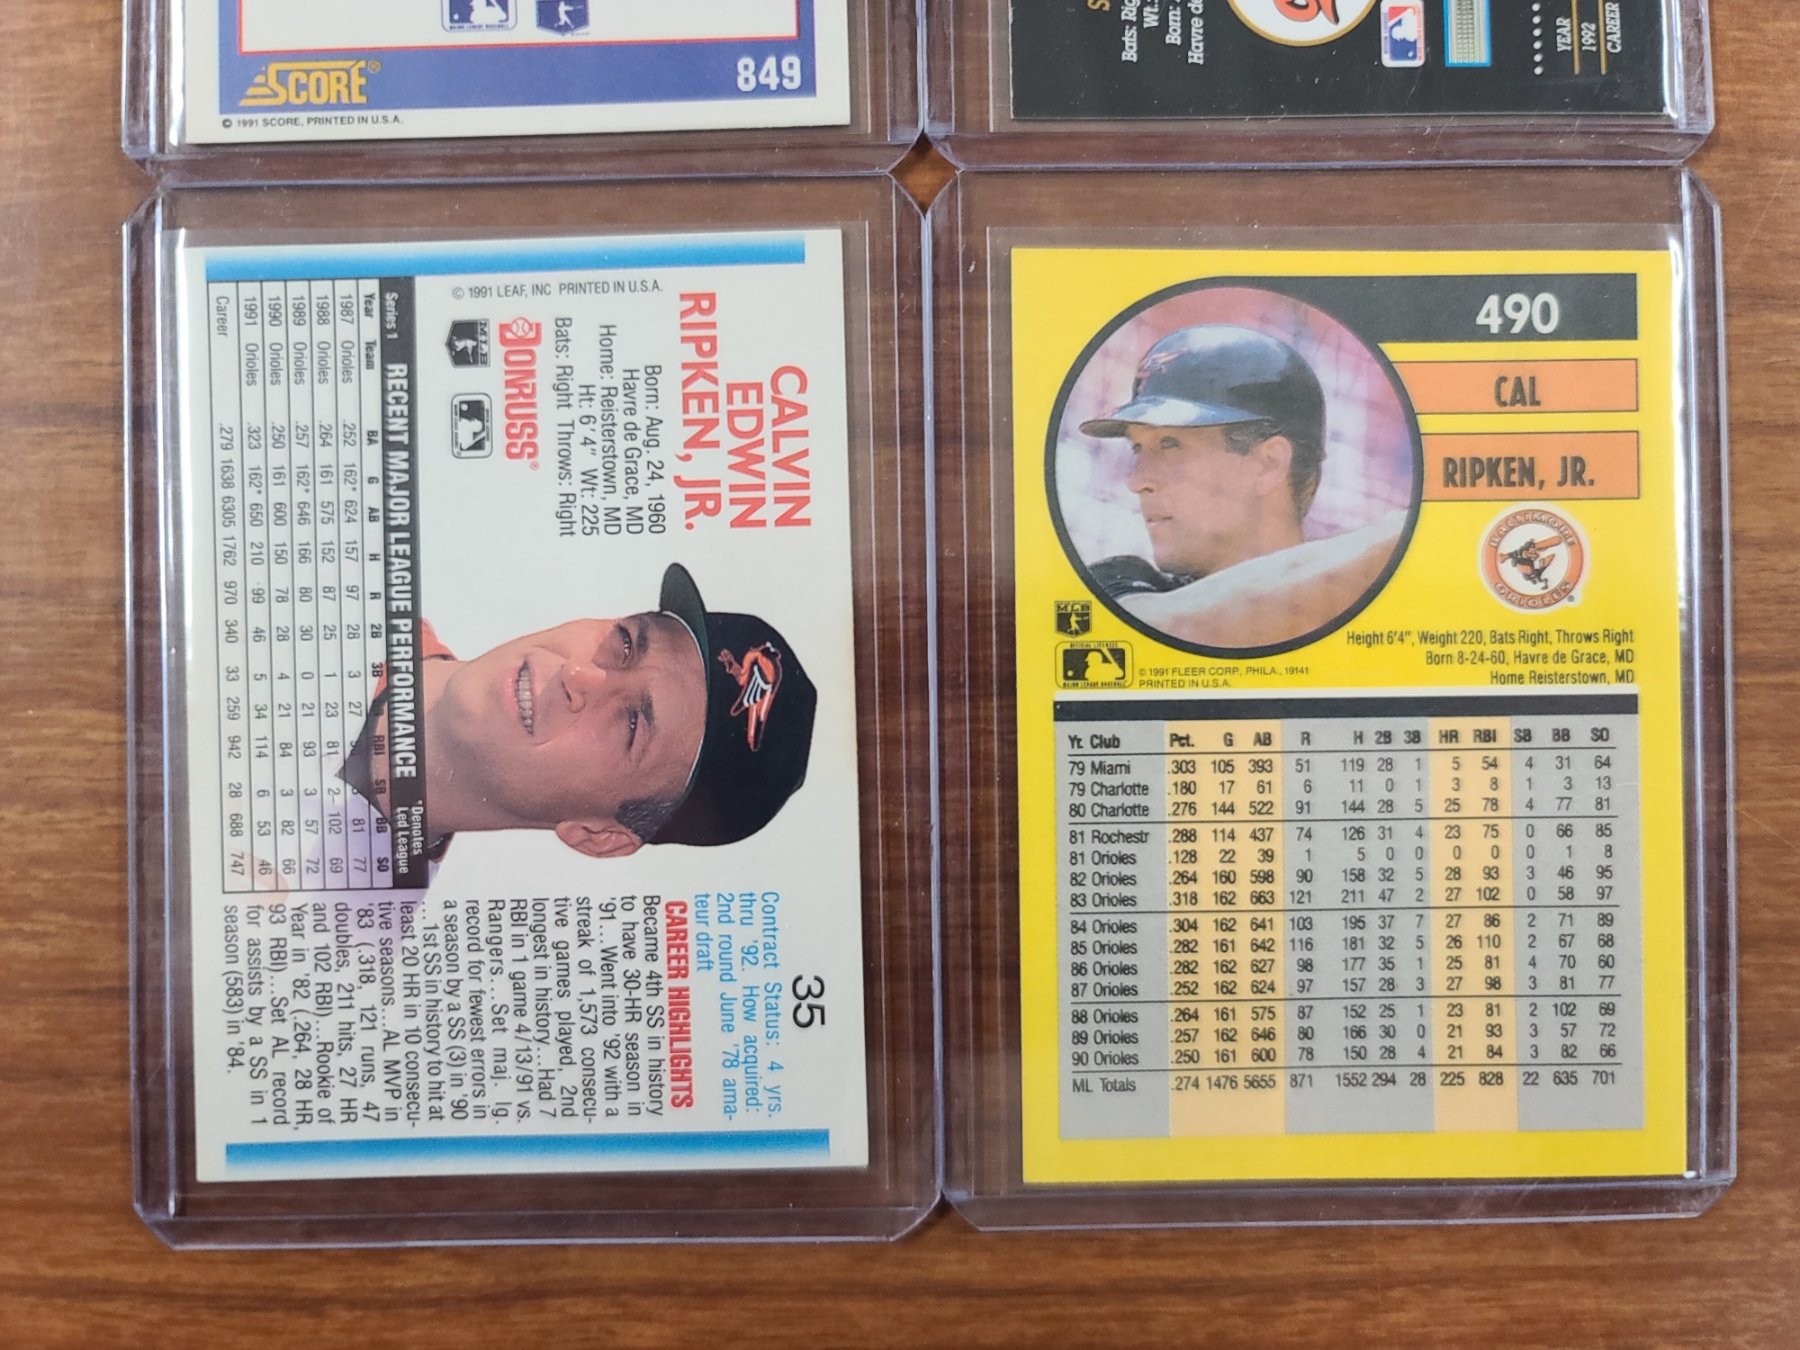 SCORE®
849
© 1991 SCORE, PRINTED IN U.S.A.
Bats: Rig
Wt.:
Born:
Havre de
YEAR
1992
CAREER
35
CALVIN
EDWIN
RIPKEN, JR.
Born: Aug. 24, 1960
Havre de Grace, MD
Home: Reisterstown, MD
Ht: 6'4" Wt: 225
Bats: Right Throws: Right
DONRUSS®
MLB
© 1991 LEAF, INC PRINTED IN U.S.A.
Contract Status: 4 yrs.
thru '92. How acquired:
2nd round June '78 ama-
teur draft
CAREER HIGHLIGHTS
Became 4th SS in history
to have 30-HR season in
'91... Went into '92 with a
streak of 1,573 consecu-
tive games played, 2nd
longest in history...Had 7
RBI in 1 game 4/13/91 vs.
Rangers...Set maj. lg.
record for fewest errors in
a season by a SS (3) in '90
...1st SS in history to hit at
least 20 HR in 10 consecu-
tive seasons...AL MVP in
'83 (.318, 121 runs, 47
doubles, 211 hits, 27 HR
and 102 RBI)...Rookie of
Year in '82 (.264, 28 HR,
93 RBI)...Set AL record
for assists by a SS in 1
season (583) in '84.
Series 1 RECENT MAJOR LEAGUE PERFORMANCE *Denotes Led League
Year Team BA G AB H R 2B 3B RBI SB BB SO
1987 Orioles .252 162* 624 157 97 28 3 27 81 77
1988 Orioles .264 161 575 152 87 25 1 23 81 2 102 69
1989 Orioles .257 162* 646 166 80 30 0 21 93 3 57 72
1990 Orioles .250 161 600 150 78 28 4 21 84 3 82 66
1991 Orioles .323 162* 650 210 99 46 5 34 114 6 53 46
Career .279 1638 6305 1762 970 340 33 259 942 28 688 747
490
CAL
RIPKEN, JR.
BALTIMORE
ORIOLES
®
MLB
OFFICIAL LICENSEE
MAJOR LEAGUE BASEBALL
© 1991 FLEER CORP., PHILA., 19141
PRINTED IN U.S.A.
Height 6'4", Weight 220, Bats Right, Throws Right
Born 8-24-60, Havre de Grace, MD
Home Reisterstown, MD
Yr. Club Pct. G AB R H 2B 3B HR RBI SB BB SO
79 Miami .303 105 393 51 119 28 1 5 54 4 31 64
79 Charlotte .180 17 61 6 11 0 1 3 8 1 3 13
80 Charlotte .276 144 522 91 144 28 5 25 78 4 77 81
81 Rochestr .288 114 437 74 126 31 4 23 75 0 66 85
81 Orioles .128 22 39 1 5 0 0 0 0 0 1 8
82 Orioles .264 160 598 90 158 32 5 28 93 3 46 95
83 Orioles .318 162 663 121 211 47 2 27 102 0 58 97
84 Orioles .304 162 641 103 195 37 7 27 86 2 71 89
85 Orioles .282 161 642 116 181 32 5 26 110 2 67 68
86 Orioles .282 162 627 98 177 35 1 25 81 4 70 60
87 Orioles .252 162 624 97 157 28 3 27 98 3 81 77
88 Orioles .264 161 575 87 152 25 1 23 81 2 102 69
89 Orioles .257 162 646 80 166 30 0 21 93 3 57 72
90 Orioles .250 161 600 78 150 28 4 21 84 3 82 66
ML Totals .274 1476 5655 871 1552 294 28 225 828 22 635 701